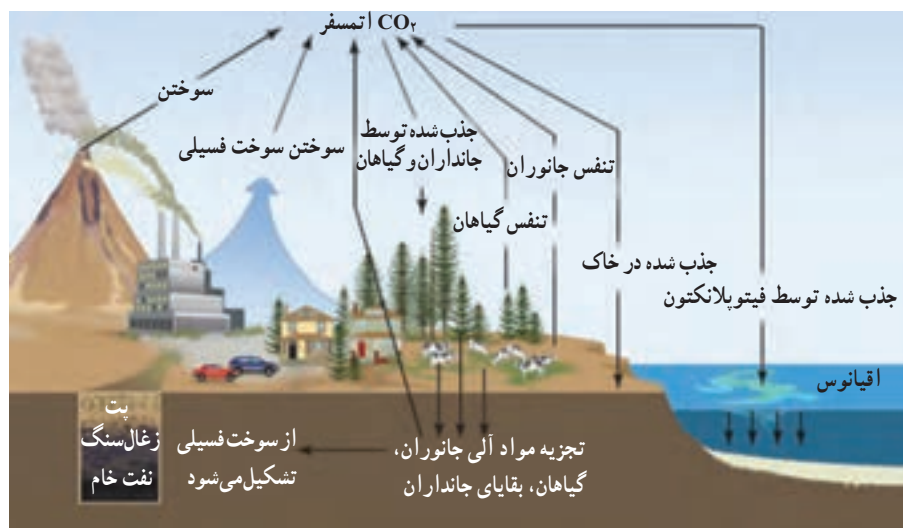 CO₂ اتمسفر
سوختن
سوختن سوخت فسیلی
جذب شده توسط
جانداران و گیاهان
تنفس جانوران
تنفس گیاهان
جذب شده در خاک
جذب شده توسط فیتوپلانکتون
اقیانوس
پت
زغال‌سنگ
نفت خام
از سوخت فسیلی
تشکیل می‌شود
تجزیه مواد آلی جانوران،
گیاهان، بقایای جانداران